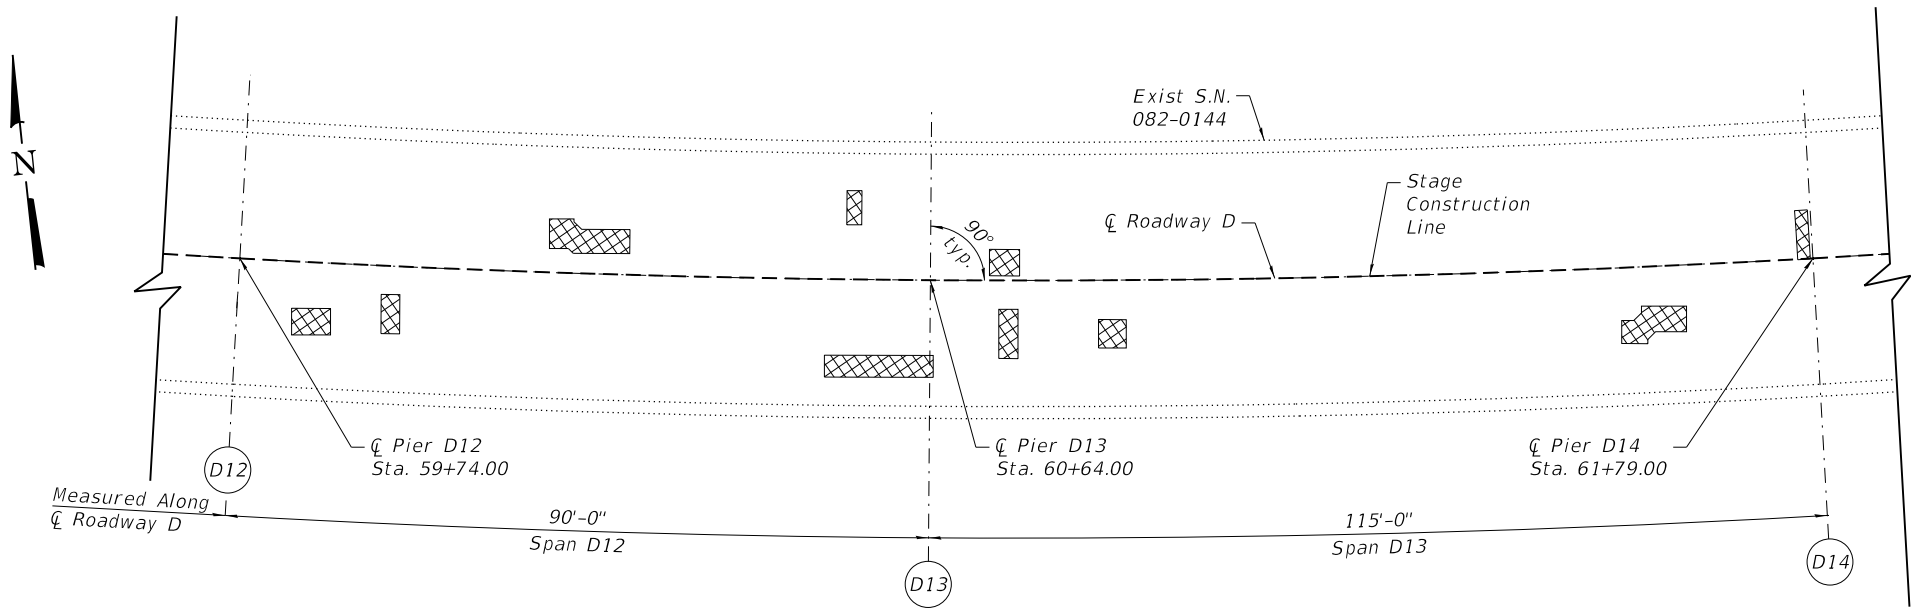 Exist S.N.
082-0144
N
Stage
Construction
Line
℄ Roadway D
90°
typ.
℄ Pier D12
Sta. 59+74.00
℄ Pier D13
Sta. 60+64.00
℄ Pier D14
Sta. 61+79.00
D12
Measured Along
℄ Roadway D
90'-0"
Span D12
115'-0"
Span D13
D13
D14